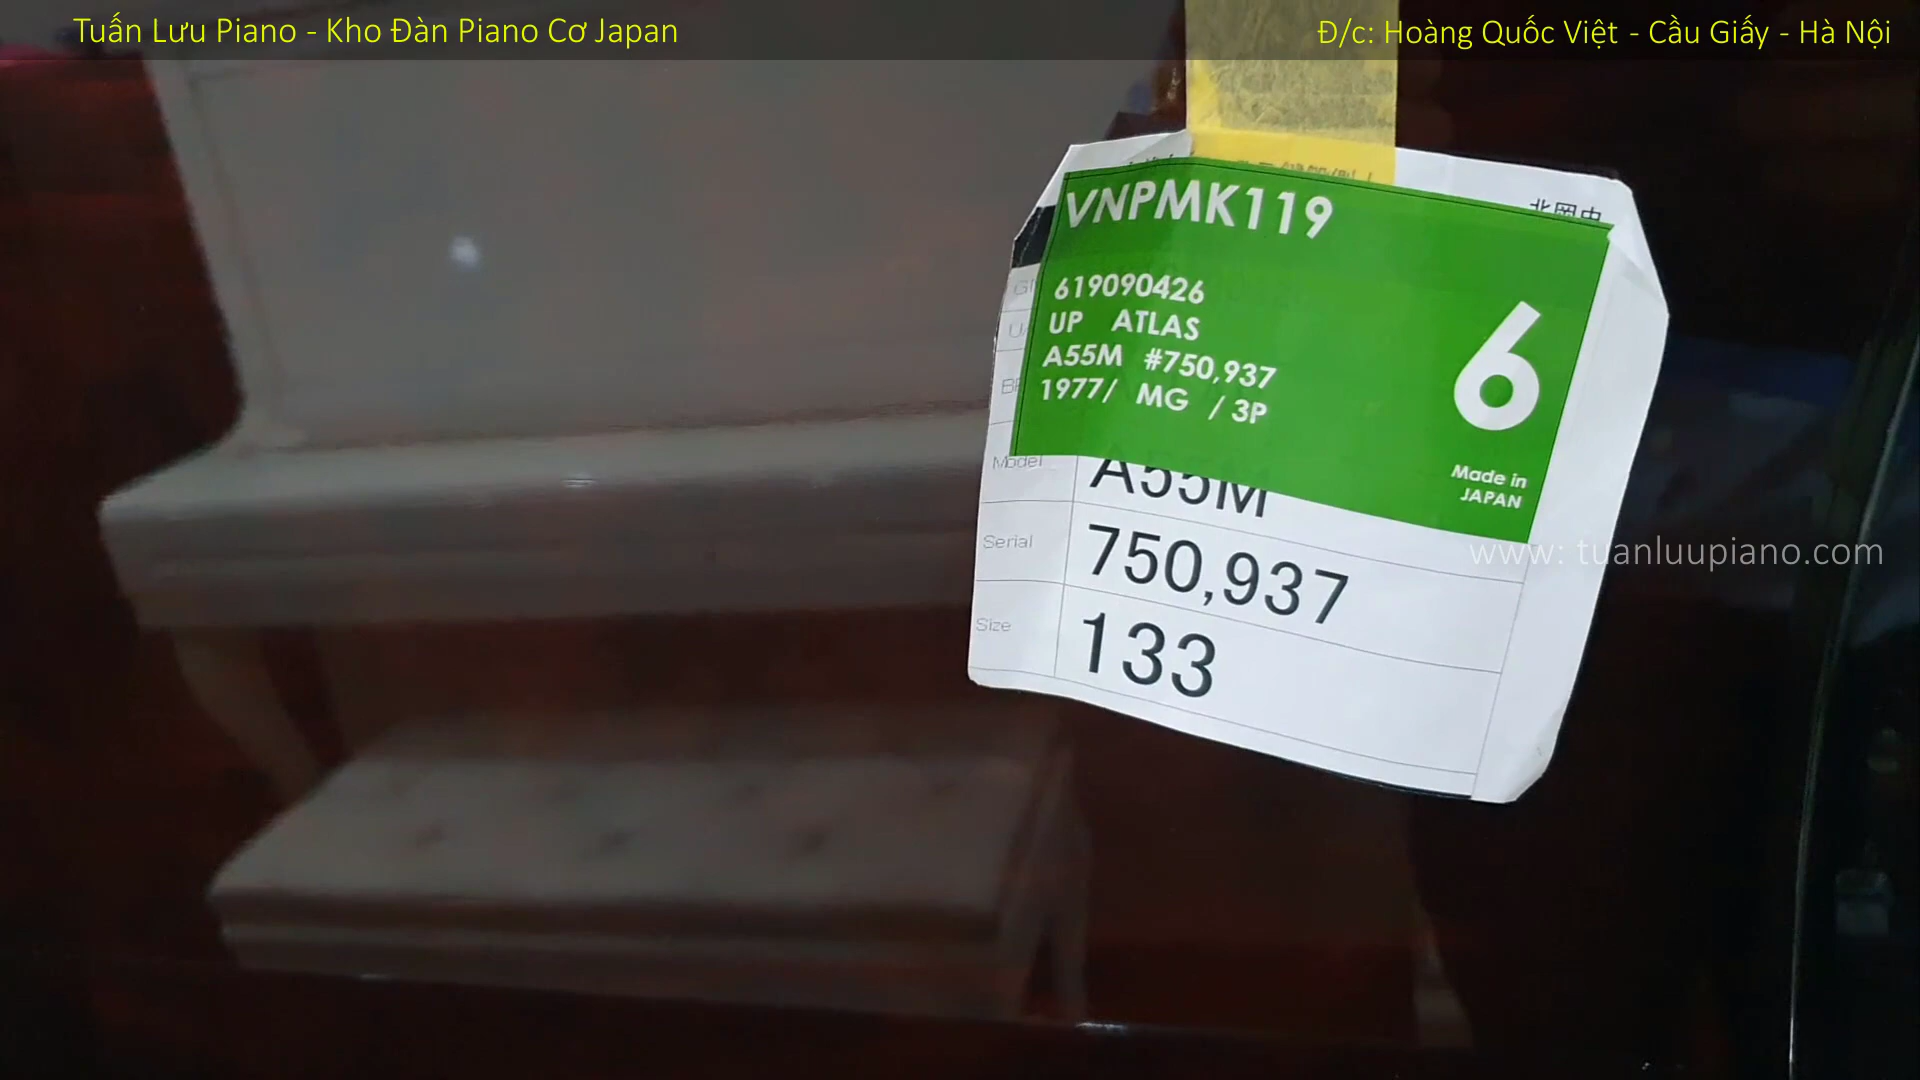 Tuấn Lưu Piano - Kho Đàn Piano Cơ Japan
Đ/c: Hoàng Quốc Việt - Cầu Giấy - Hà Nội
VNPMK119
619090426
UP ATLAS
A55M #750,937
1977/ MG / 3P
6
Made in
JAPAN
Model A55M
Serial 750,937
Size 133
www: tuanluupiano.com